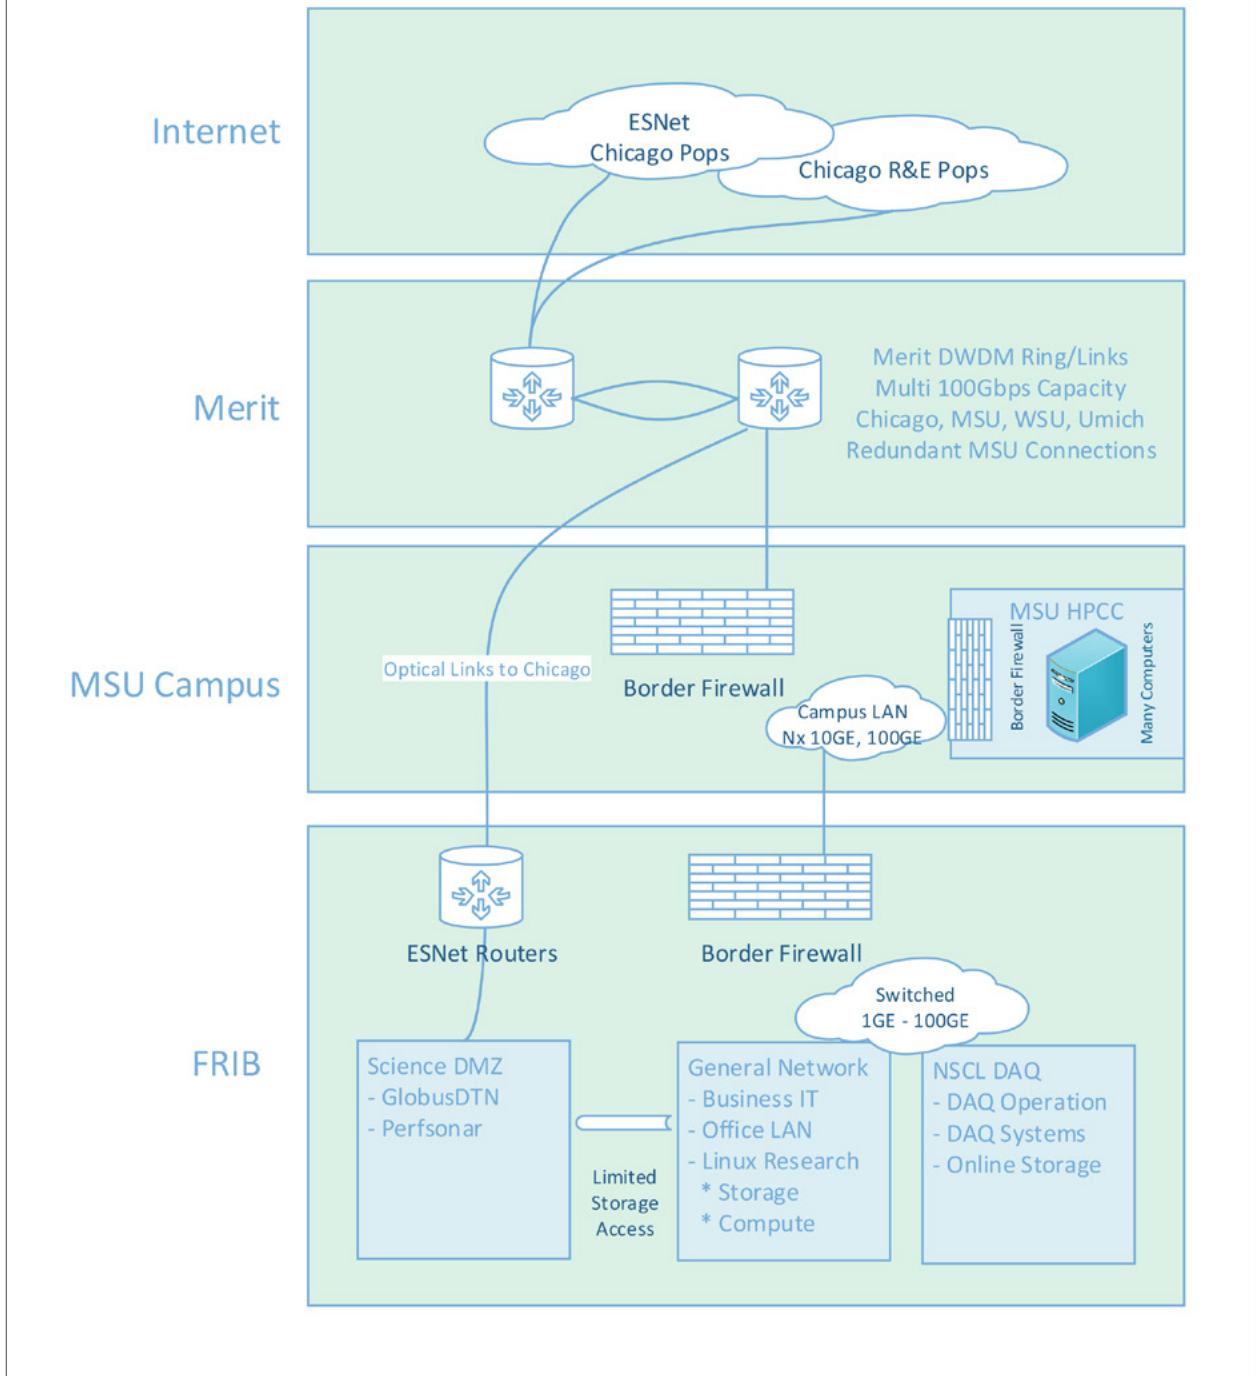 Internet
ESNet
Chicago Pops
Chicago R&E Pops
Merit
Merit DWDM Ring/Links
Multi 100Gbps Capacity
Chicago, MSU, WSU, Umich
Redundant MSU Connections
MSU Campus
Optical Links to Chicago
Border Firewall
Campus LAN
Nx 10GE, 100GE
MSU HPCC
Border Firewall
Many Computers
FRIB
ESNet Routers
Border Firewall
Switched
1GE - 100GE
Science DMZ
- GlobusDTN
- Perfsonar
Limited
Storage
Access
General Network
- Business IT
- Office LAN
- Linux Research
* Storage
* Compute
NSCL DAQ
- DAQ Operation
- DAQ Systems
- Online Storage